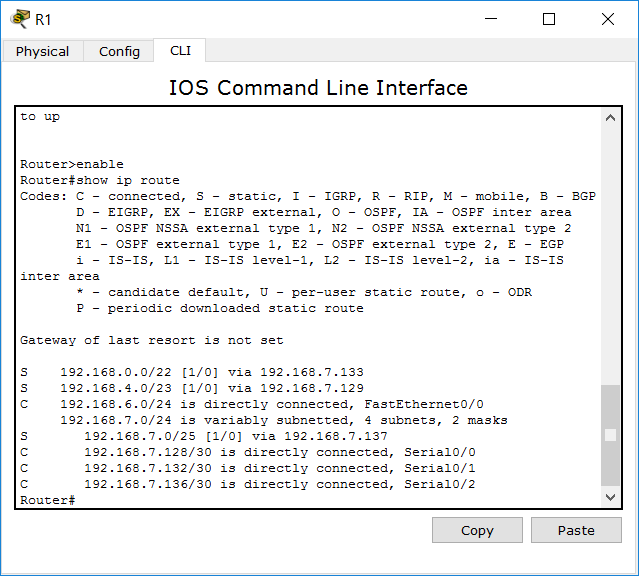 R1
Physical Config CLI
IOS Command Line Interface
to up
Router>enable
Router#show ip route
Codes: C - connected, S - static, I - IGRP, R - RIP, M - mobile, B - BGP
D - EIGRP, EX - EIGRP external, O - OSPF, IA - OSPF inter area
N1 - OSPF NSSA external type 1, N2 - OSPF NSSA external type 2
E1 - OSPF external type 1, E2 - OSPF external type 2, E - EGP
i - IS-IS, L1 - IS-IS level-1, L2 - IS-IS level-2, ia - IS-IS
inter area
* - candidate default, U - per-user static route, o - ODR
P - periodic downloaded static route
Gateway of last resort is not set
S 192.168.0.0/22 [1/0] via 192.168.7.133
S 192.168.4.0/23 [1/0] via 192.168.7.129
C 192.168.6.0/24 is directly connected, FastEthernet0/0
192.168.7.0/24 is variably subnetted, 4 subnets, 2 masks
S 192.168.7.0/25 [1/0] via 192.168.7.137
C 192.168.7.128/30 is directly connected, Serial0/0
C 192.168.7.132/30 is directly connected, Serial0/1
C 192.168.7.136/30 is directly connected, Serial0/2
Router#
Copy Paste